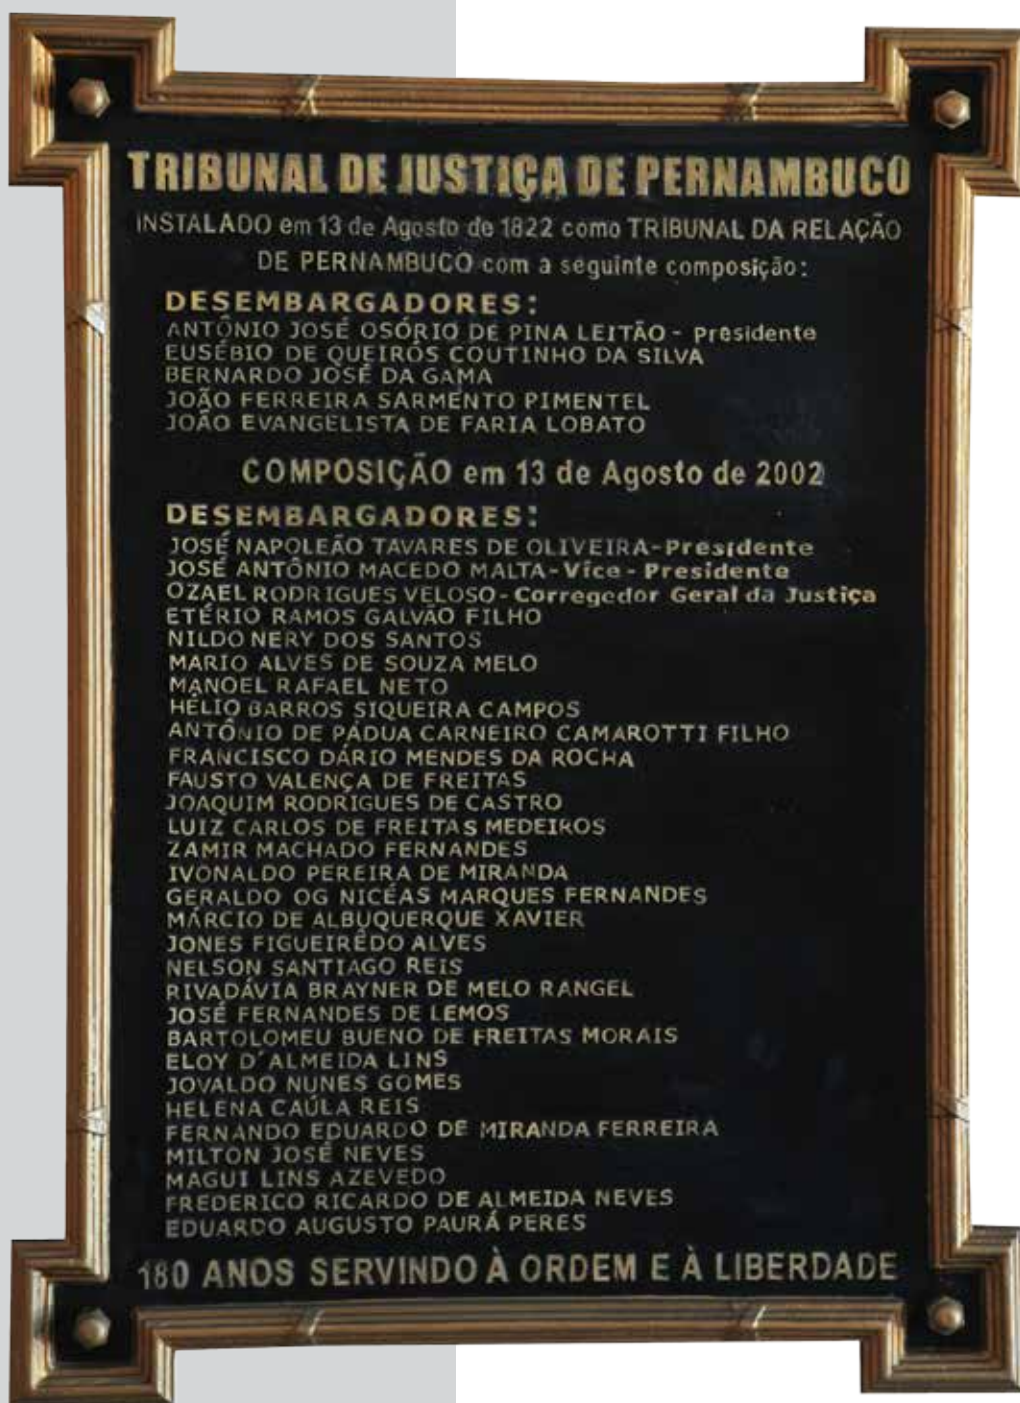 TRIBUNAL DE JUSTIÇA DE PERNAMBUCO
INSTALADO em 13 de Agosto de 1822 como TRIBUNAL DA RELAÇÃO
DE PERNAMBUCO com a seguinte composição:
DESEMBARGADORES:
ANTÔNIO JOSÉ OSÓRIO DE PINA LEITÃO - Presidente
EUSÉBIO DE QUEIRÓS COUTINHO DA SILVA
BERNARDO JOSÉ DA GAMA
JOÃO FERREIRA SARMENTO PIMENTEL
JOÃO EVANGELISTA DE FARIA LOBATO
COMPOSIÇÃO em 13 de Agosto de 2002
DESEMBARGADORES:
JOSÉ NAPOLEÃO TAVARES DE OLIVEIRA-Presidente
JOSÉ ANTÔNIO MACEDO MALTA-Vice - Presidente
OZAEL RODRIGUES VELOSO-Corregedor Geral da Justiça
ETÉRIO RAMOS GALVÃO FILHO
NILDO NERY DOS SANTOS
MARIO ALVES DE SOUZA MELO
MANOEL RAFAEL NETO
HÉLIO BARROS SIQUEIRA CAMPOS
ANTÔNIO DE PÁDUA CARNEIRO CAMAROTTI FILHO
FRANCISCO DÁRIO MENDES DA ROCHA
FAUSTO VALENÇA DE FREITAS
JOAQUIM RODRIGUES DE CASTRO
LUIZ CARLOS DE FREITAS MEDEIROS
ZAMIR MACHADO FERNANDES
IVONALDO PEREIRA DE MIRANDA
GERALDO OG NICÉAS MARQUES FERNANDES
MÁRCIO DE ALBUQUERQUE XAVIER
JONES FIGUEIRÊDO ALVES
NELSON SANTIAGO REIS
RIVADÁVIA BRAYNER DE MELO RANGEL
JOSÉ FERNANDES DE LEMOS
BARTOLOMEU BUENO DE FREITAS MORAIS
ELOY D´ALMEIDA LINS
JOVALDO NUNES GOMES
HELENA CAÚLA REIS
FERNANDO EDUARDO DE MIRANDA FERREIRA
MILTON JOSÉ NEVES
MAGUI LINS AZEVEDO
FREDERICO RICARDO DE ALMEIDA NEVES
EDUARDO AUGUSTO PAURÁ PERES
180 ANOS SERVINDO À ORDEM E À LIBERDADE